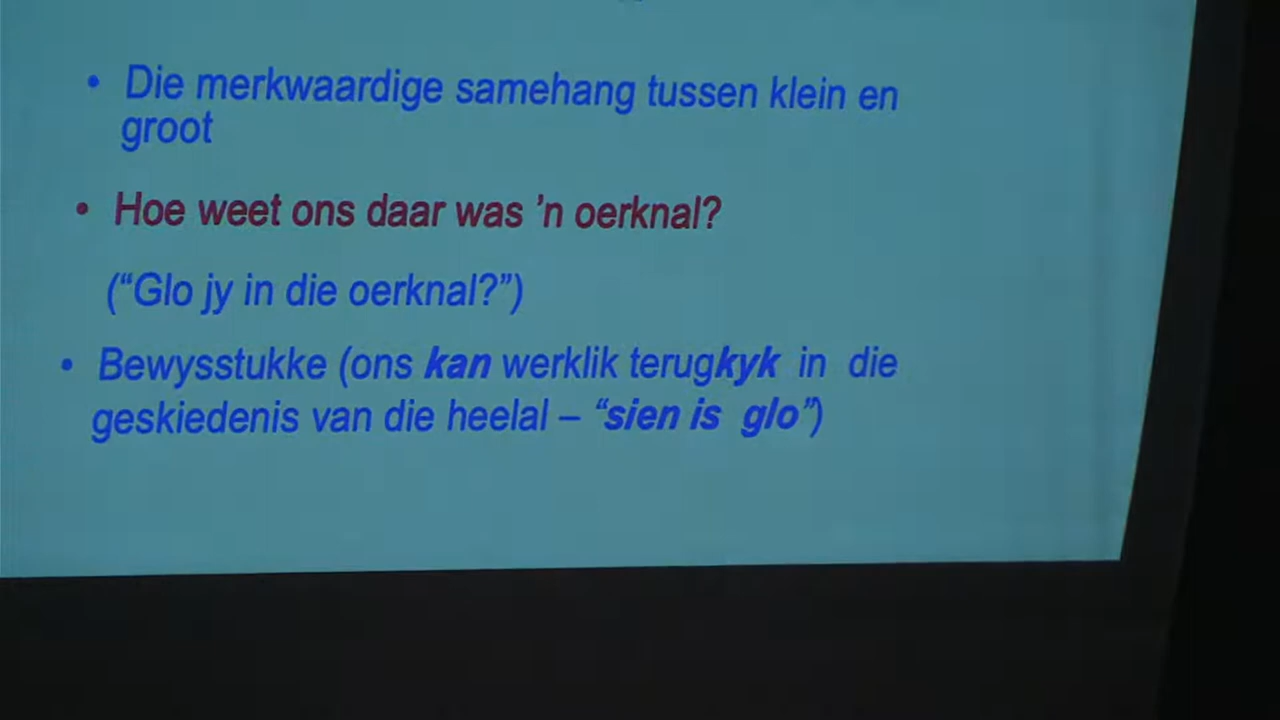 • Die merkwaardige samehang tussen klein en
groot
• Hoe weet ons daar was 'n oerknal?
(“Glo jy in die oerknal?”)
• Bewysstukke (ons kan werklik terugkyk in die
geskiedenis van die heelal – “sien is glo”)